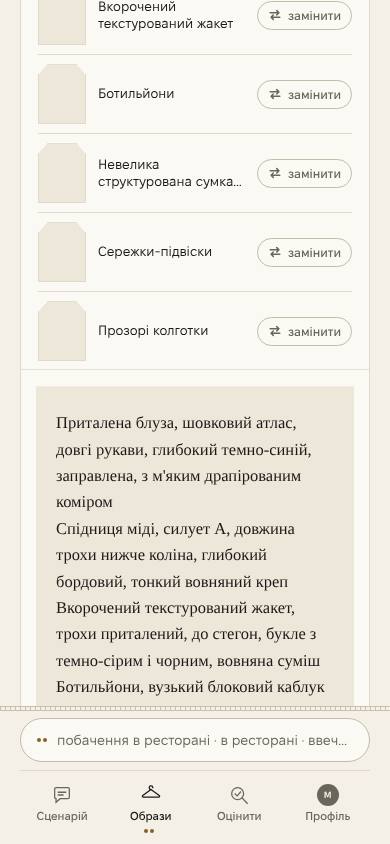 Вкорочений
текстурований жакет
замінити
Ботильйони
замінити
Невелика
структурована сумка…
замінити
Сережки-підвіски
замінити
Прозорі колготки
замінити
Приталена блуза, шовковий атлас,
довгі рукави, глибокий темно-синій,
заправлена, з м'яким драпірованим
коміром
Спідниця міді, силует А, довжина
трохи нижче коліна, глибокий
бордовий, тонкий вовняний креп
Вкорочений текстурований жакет,
трохи приталений, до стегон, букле з
темно-сірим і чорним, вовняна суміш
Ботильйони, вузький блоковий каблук
побачення в ресторані · в ресторані · ввеч…
Сценарій
Образи
Оцінити
М
Профіль